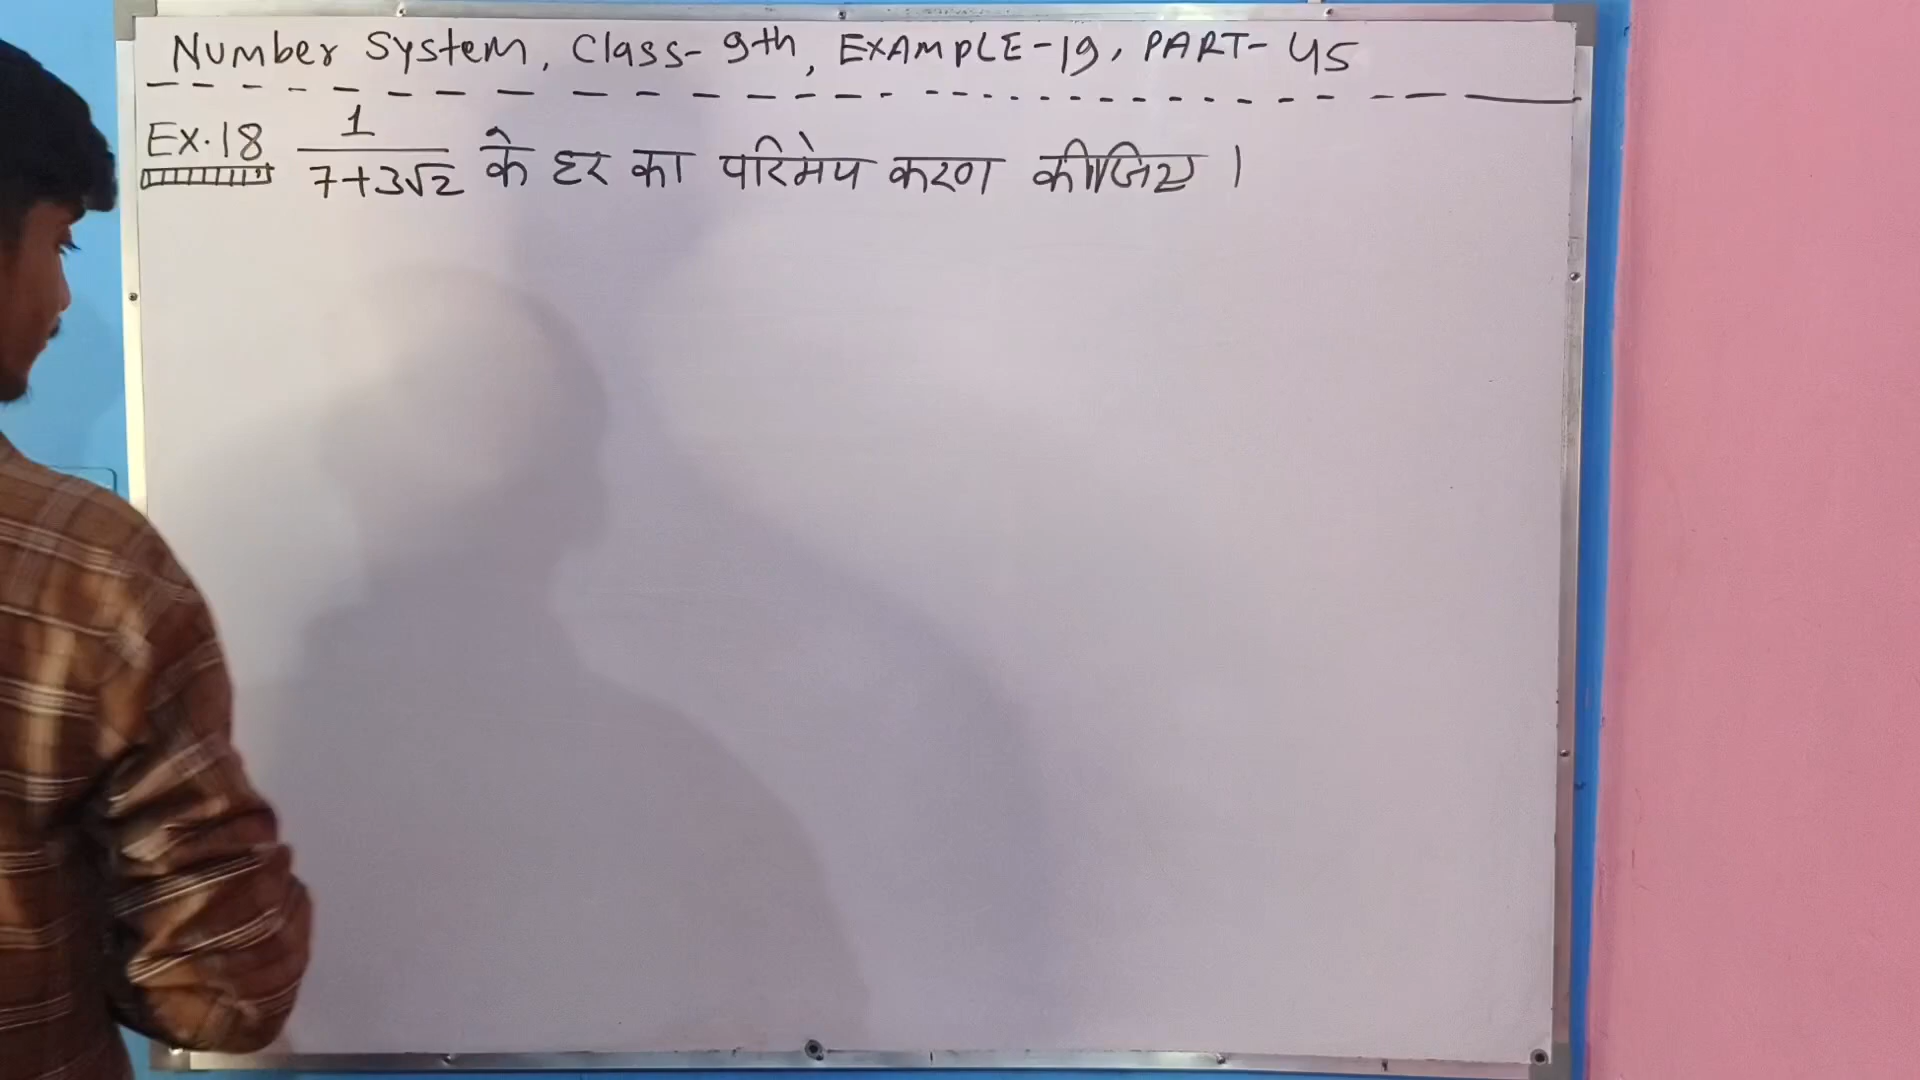 Number System, Class- 9th, EXAMPLE-19, PART- 45
Ex.18 1/(7+3√2) के हर का परिमेय करण कीजिए ।